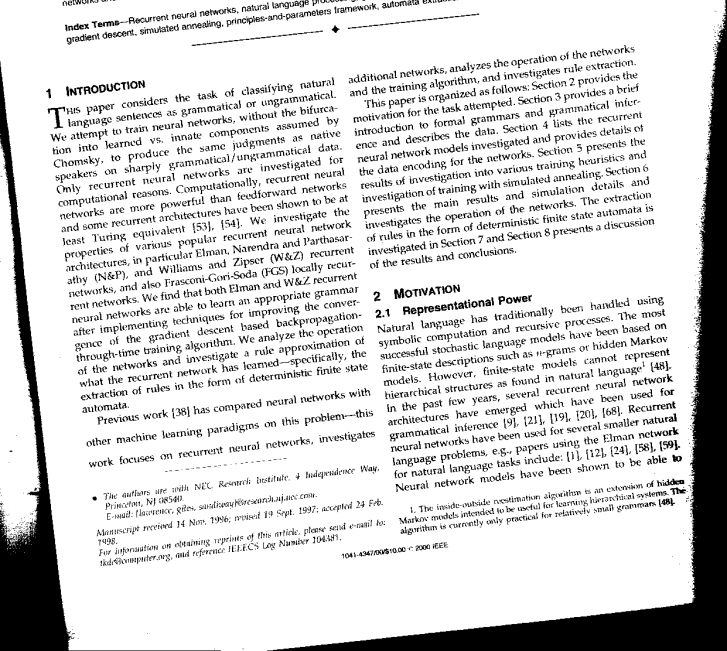 networks and
Index Terms—Recurrent neural networks, natural language
gradient descent, simulated annealing, principles-and-parameters framework, automata
1 INTRODUCTION
THIS paper considers the task of classifying natural
language sentences as grammatical or ungrammatical.
We attempt to train neural networks, without the bifurca-
tion into learned vs. innate components assumed by
Chomsky, to produce the same judgments as native
speakers on sharply grammatical/ungrammatical data.
Only recurrent neural networks are investigated for
computational reasons. Computationally, recurrent neural
networks are more powerful than feedforward networks
and some recurrent architectures have been shown to be at
least Turing equivalent [53], [54]. We investigate the
properties of various popular recurrent neural network
architectures, in particular Elman, Narendra and Parthasar-
athy (N&P), and Williams and Zipser (W&Z) recurrent
networks, and also Frasconi-Gori-Soda (FGS) locally recur-
rent networks. We find that both Elman and W&Z recurrent
neural networks are able to learn an appropriate grammar
after implementing techniques for improving the conver-
gence of the gradient descent based backpropagation-
through-time training algorithm. We analyze the operation
of the networks and investigate a rule approximation of
what the recurrent network has learned—specifically, the
extraction of rules in the form of deterministic finite state
automata.
Previous work [38] has compared neural networks with
other machine learning paradigms on this problem—this
work focuses on recurrent neural networks, investigates
• The authors are with NEC Research Institute, 4 Independence Way,
Princeton, NJ 08540.
E-mail: {lawrence, giles, sandiway}@research.nj.nec.com.
Manuscript received 14 Nov. 1996; revised 19 Sept. 1997; accepted 24 Feb.
1998.
For information on obtaining reprints of this article, please send e-mail to:
tkde@computer.org, and reference IEEECS Log Number 104381.
additional networks, analyzes the operation of the networks
and the training algorithm, and investigates rule extraction.
This paper is organized as follows: Section 2 provides the
motivation for the task attempted. Section 3 provides a brief
introduction to formal grammars and grammatical infer-
ence and describes the data. Section 4 lists the recurrent
neural network models investigated and provides details of
the data encoding for the networks. Section 5 presents the
results of investigation into various training heuristics and
investigation of training with simulated annealing. Section 6
presents the main results and simulation details and
investigates the operation of the networks. The extraction
of rules in the form of deterministic finite state automata is
investigated in Section 7 and Section 8 presents a discussion
of the results and conclusions.
2 MOTIVATION
2.1 Representational Power
Natural language has traditionally been handled using
symbolic computation and recursive processes. The most
successful stochastic language models have been based on
finite-state descriptions such as n-grams or hidden Markov
models. However, finite-state models cannot represent
hierarchical structures as found in natural language¹ [48].
In the past few years, several recurrent neural network
architectures have emerged which have been used for
grammatical inference [9], [21], [19], [20], [68]. Recurrent
neural networks have been used for several smaller natural
language problems, e.g., papers using the Elman network
for natural language tasks include: [1], [12], [24], [58], [59].
Neural network models have been shown to be able to
1. The inside-outside reestimation algorithm is an extension of hidden
Markov models intended to be useful for learning hierarchical systems. The
algorithm is currently only practical for relatively small grammars [48].
1041-4347/00/$10.00 © 2000 IEEE